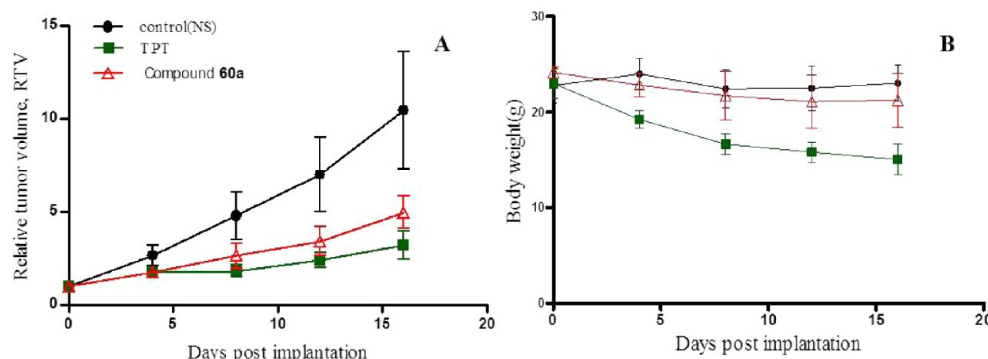 15
10
5
0
Relative tumor volume, RTV
control(NS)
TPT
Compound 60a
A
0 5 10 15 20
Days post implantation
30
20
10
0
Body weight(g)
B
0 5 10 15 20
Days post implantation